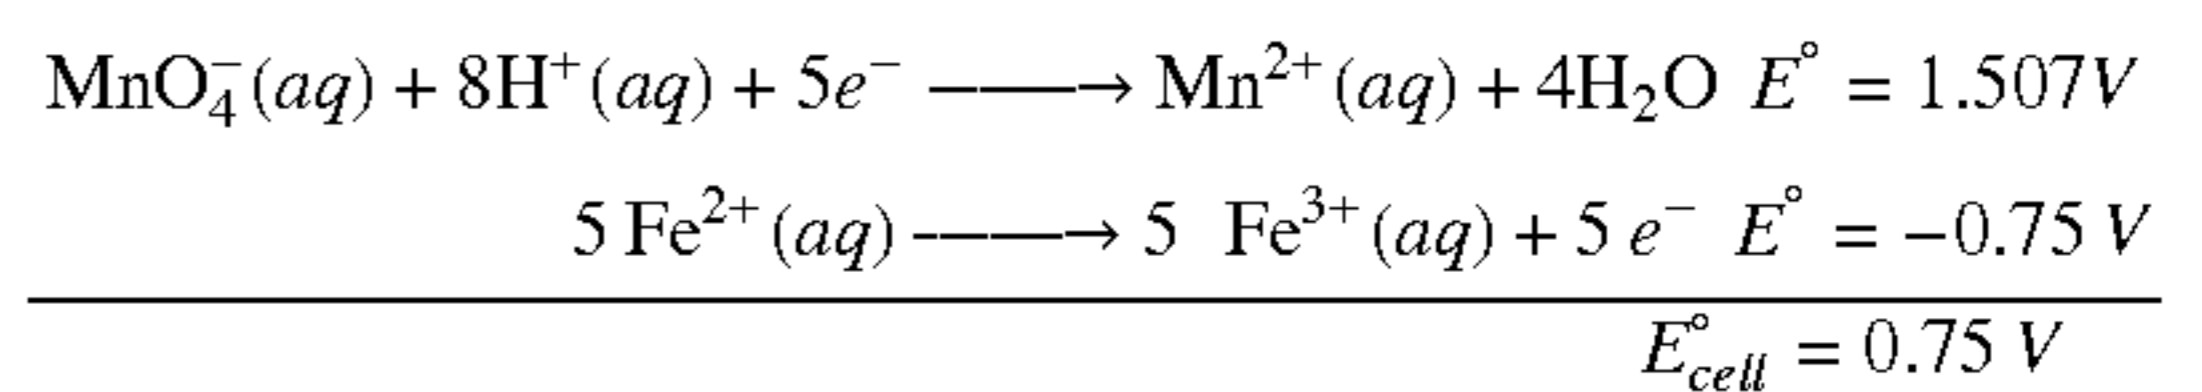 MnO₄⁻(aq) + 8H⁺(aq) + 5e⁻ ———→ Mn²⁺(aq) + 4H₂O E° = 1.507V
5 Fe²⁺(aq) ———→ 5 Fe³⁺(aq) + 5 e⁻ E° = −0.75 V
E°cell = 0.75 V